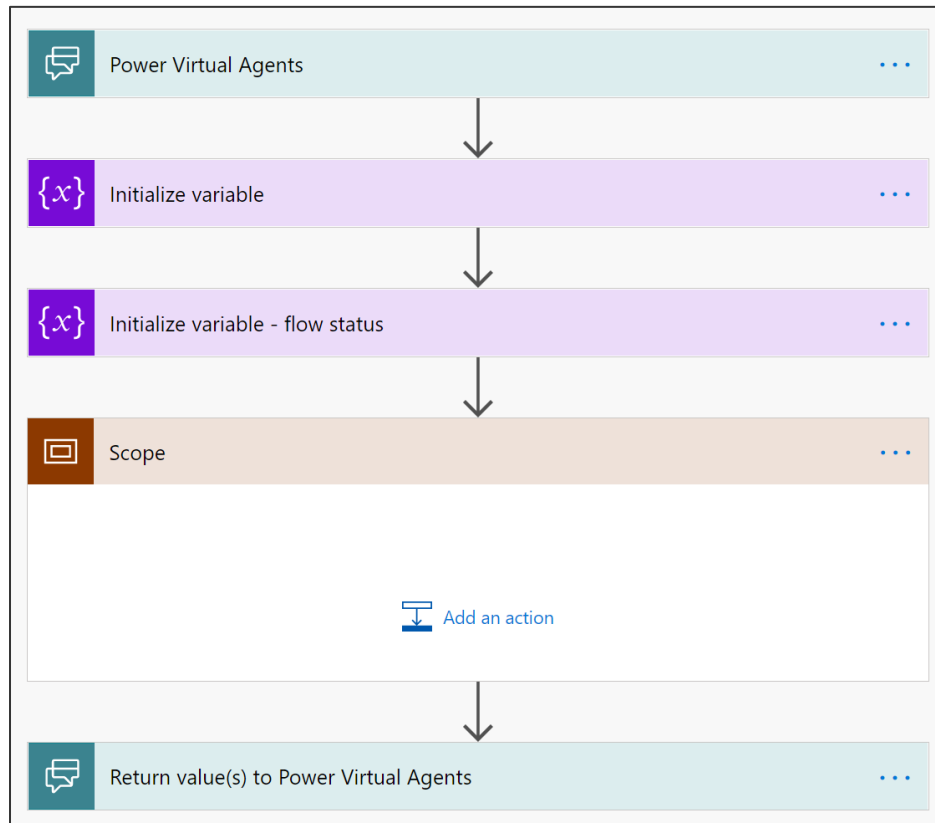 Power Virtual Agents
{x} Initialize variable
{x} Initialize variable - flow status
Scope
Add an action
Return value(s) to Power Virtual Agents